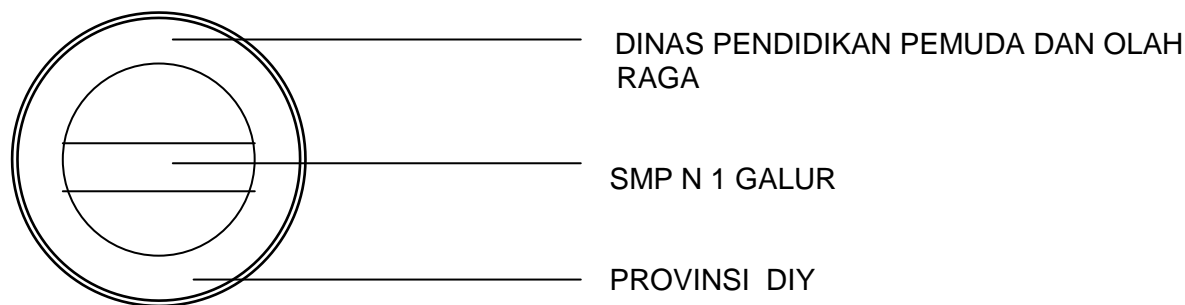 DINAS PENDIDIKAN PEMUDA DAN OLAH
RAGA
SMP N 1 GALUR
PROVINSI DIY